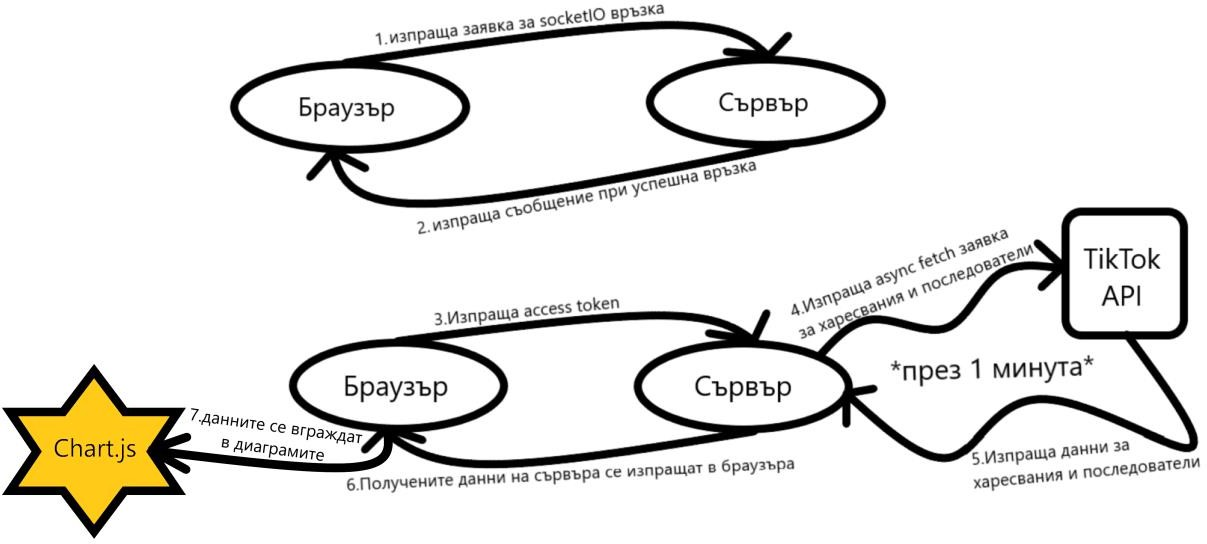 1.изпраща заявка за socketIO връзка
Браузър
Сървър
2.изпраща съобщение при успешна връзка
3.Изпраща access token
4.Изпраща async fetch заявка
за харесвания и последователи
TikTok
API
Браузър
Сървър
*през 1 минута*
Chart.js
7.данните се вграждат
в диаграмите
6.Получените данни на сървъра се изпращат в браузъра
5.Изпраща данни за
харесвания и последователи